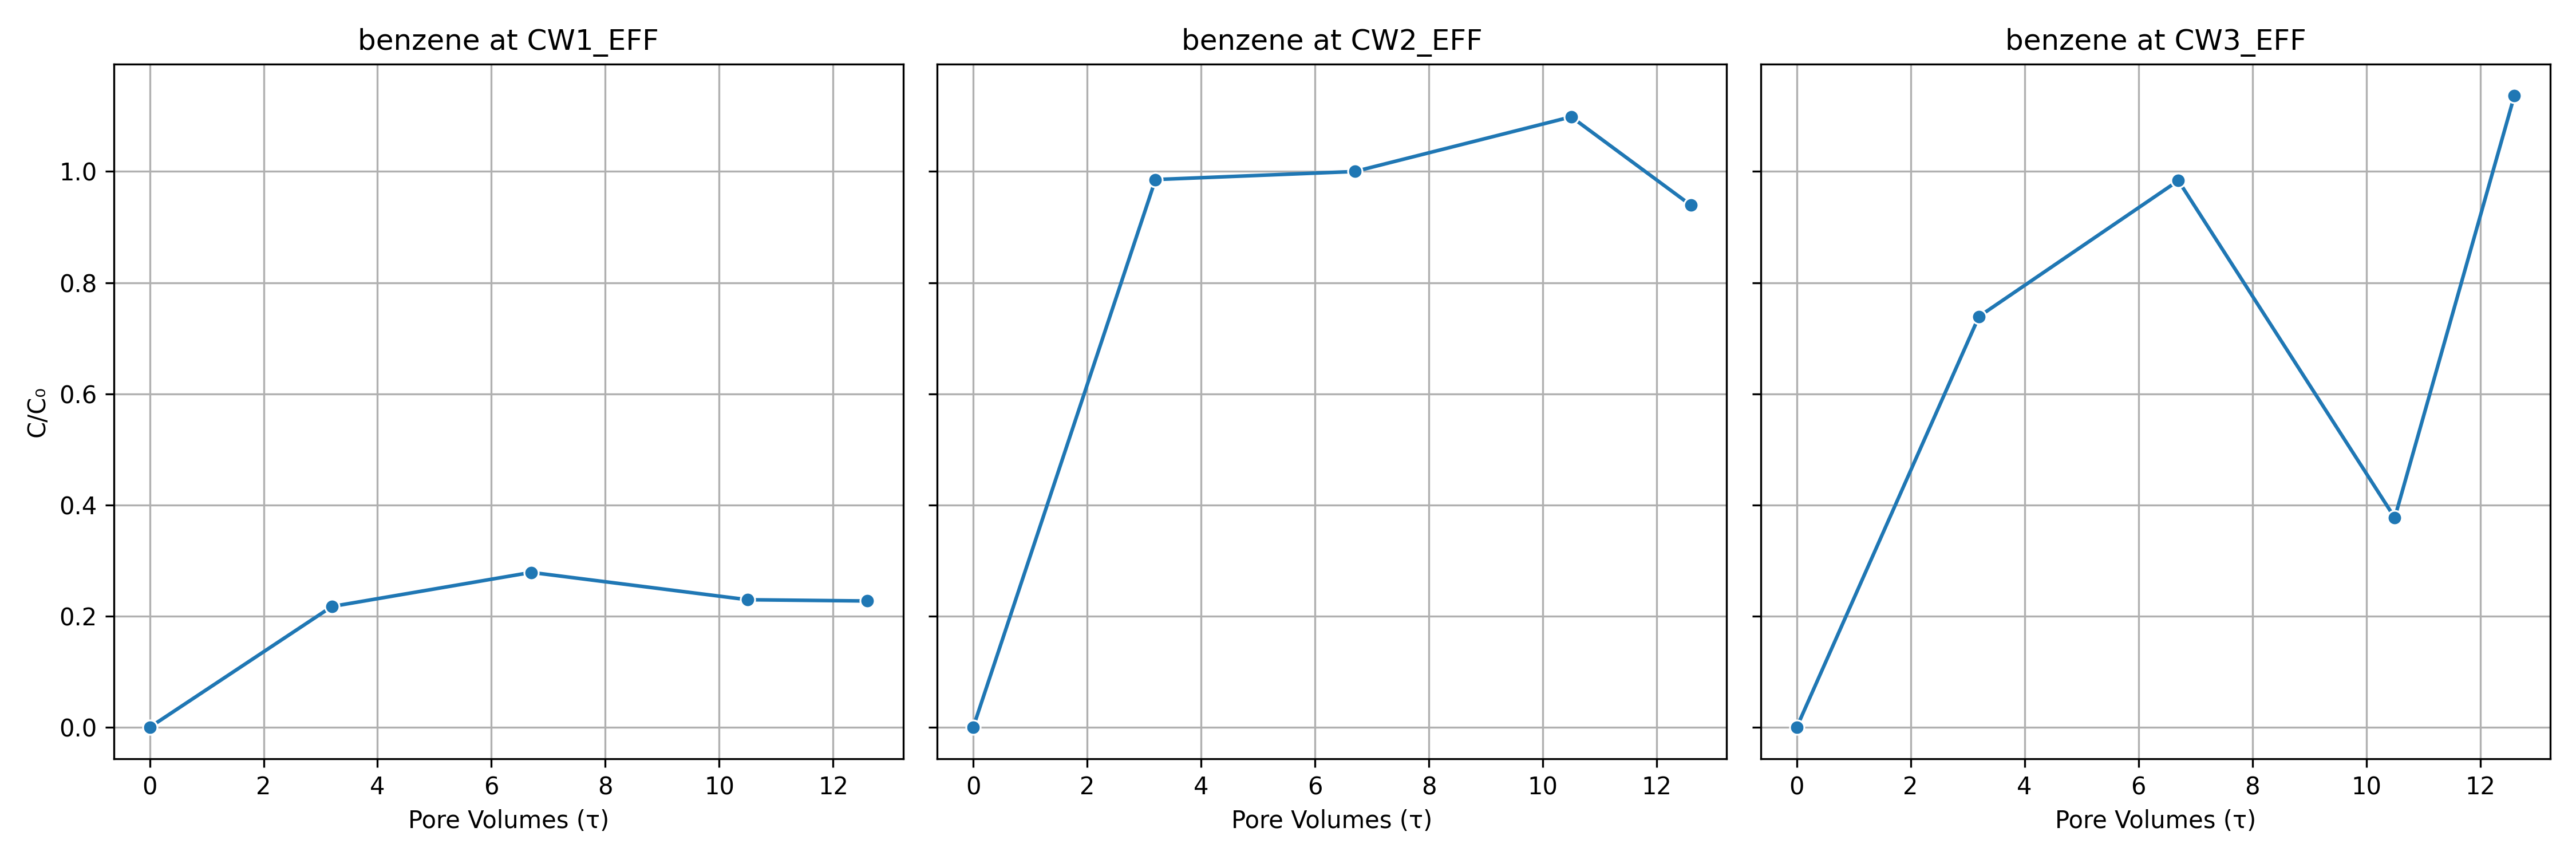 benzene at CW1_EFF
benzene at CW2_EFF
benzene at CW3_EFF
C/C₀
1.0
0.8
0.6
0.4
0.2
0.0
0 2 4 6 8 10 12
0 2 4 6 8 10 12
0 2 4 6 8 10 12
Pore Volumes (τ)
Pore Volumes (τ)
Pore Volumes (τ)